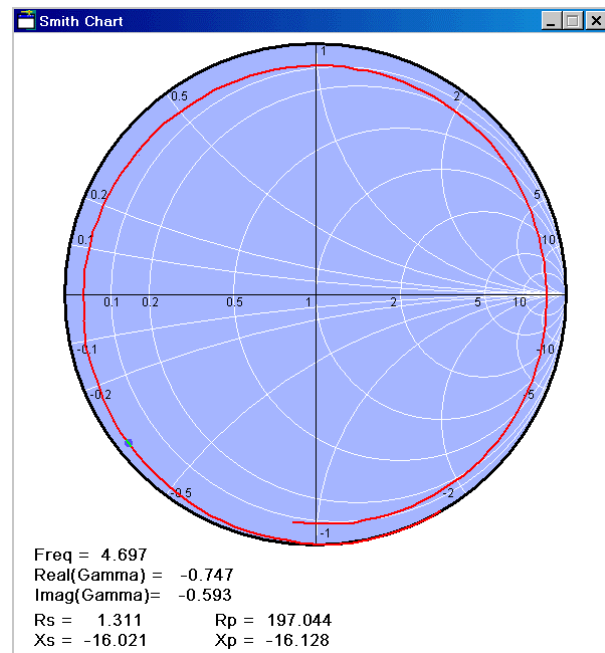 Smith Chart
1
0.5
2
0.2
5
0.1
10
0.1 0.2 0.5 1 2 5 10
-0.1
-10
-0.2
-5
-0.5
-2
-1
Freq = 4.697
Real(Gamma) = -0.747
Imag(Gamma)= -0.593
Rs = 1.311 Rp = 197.044
Xs = -16.021 Xp = -16.128